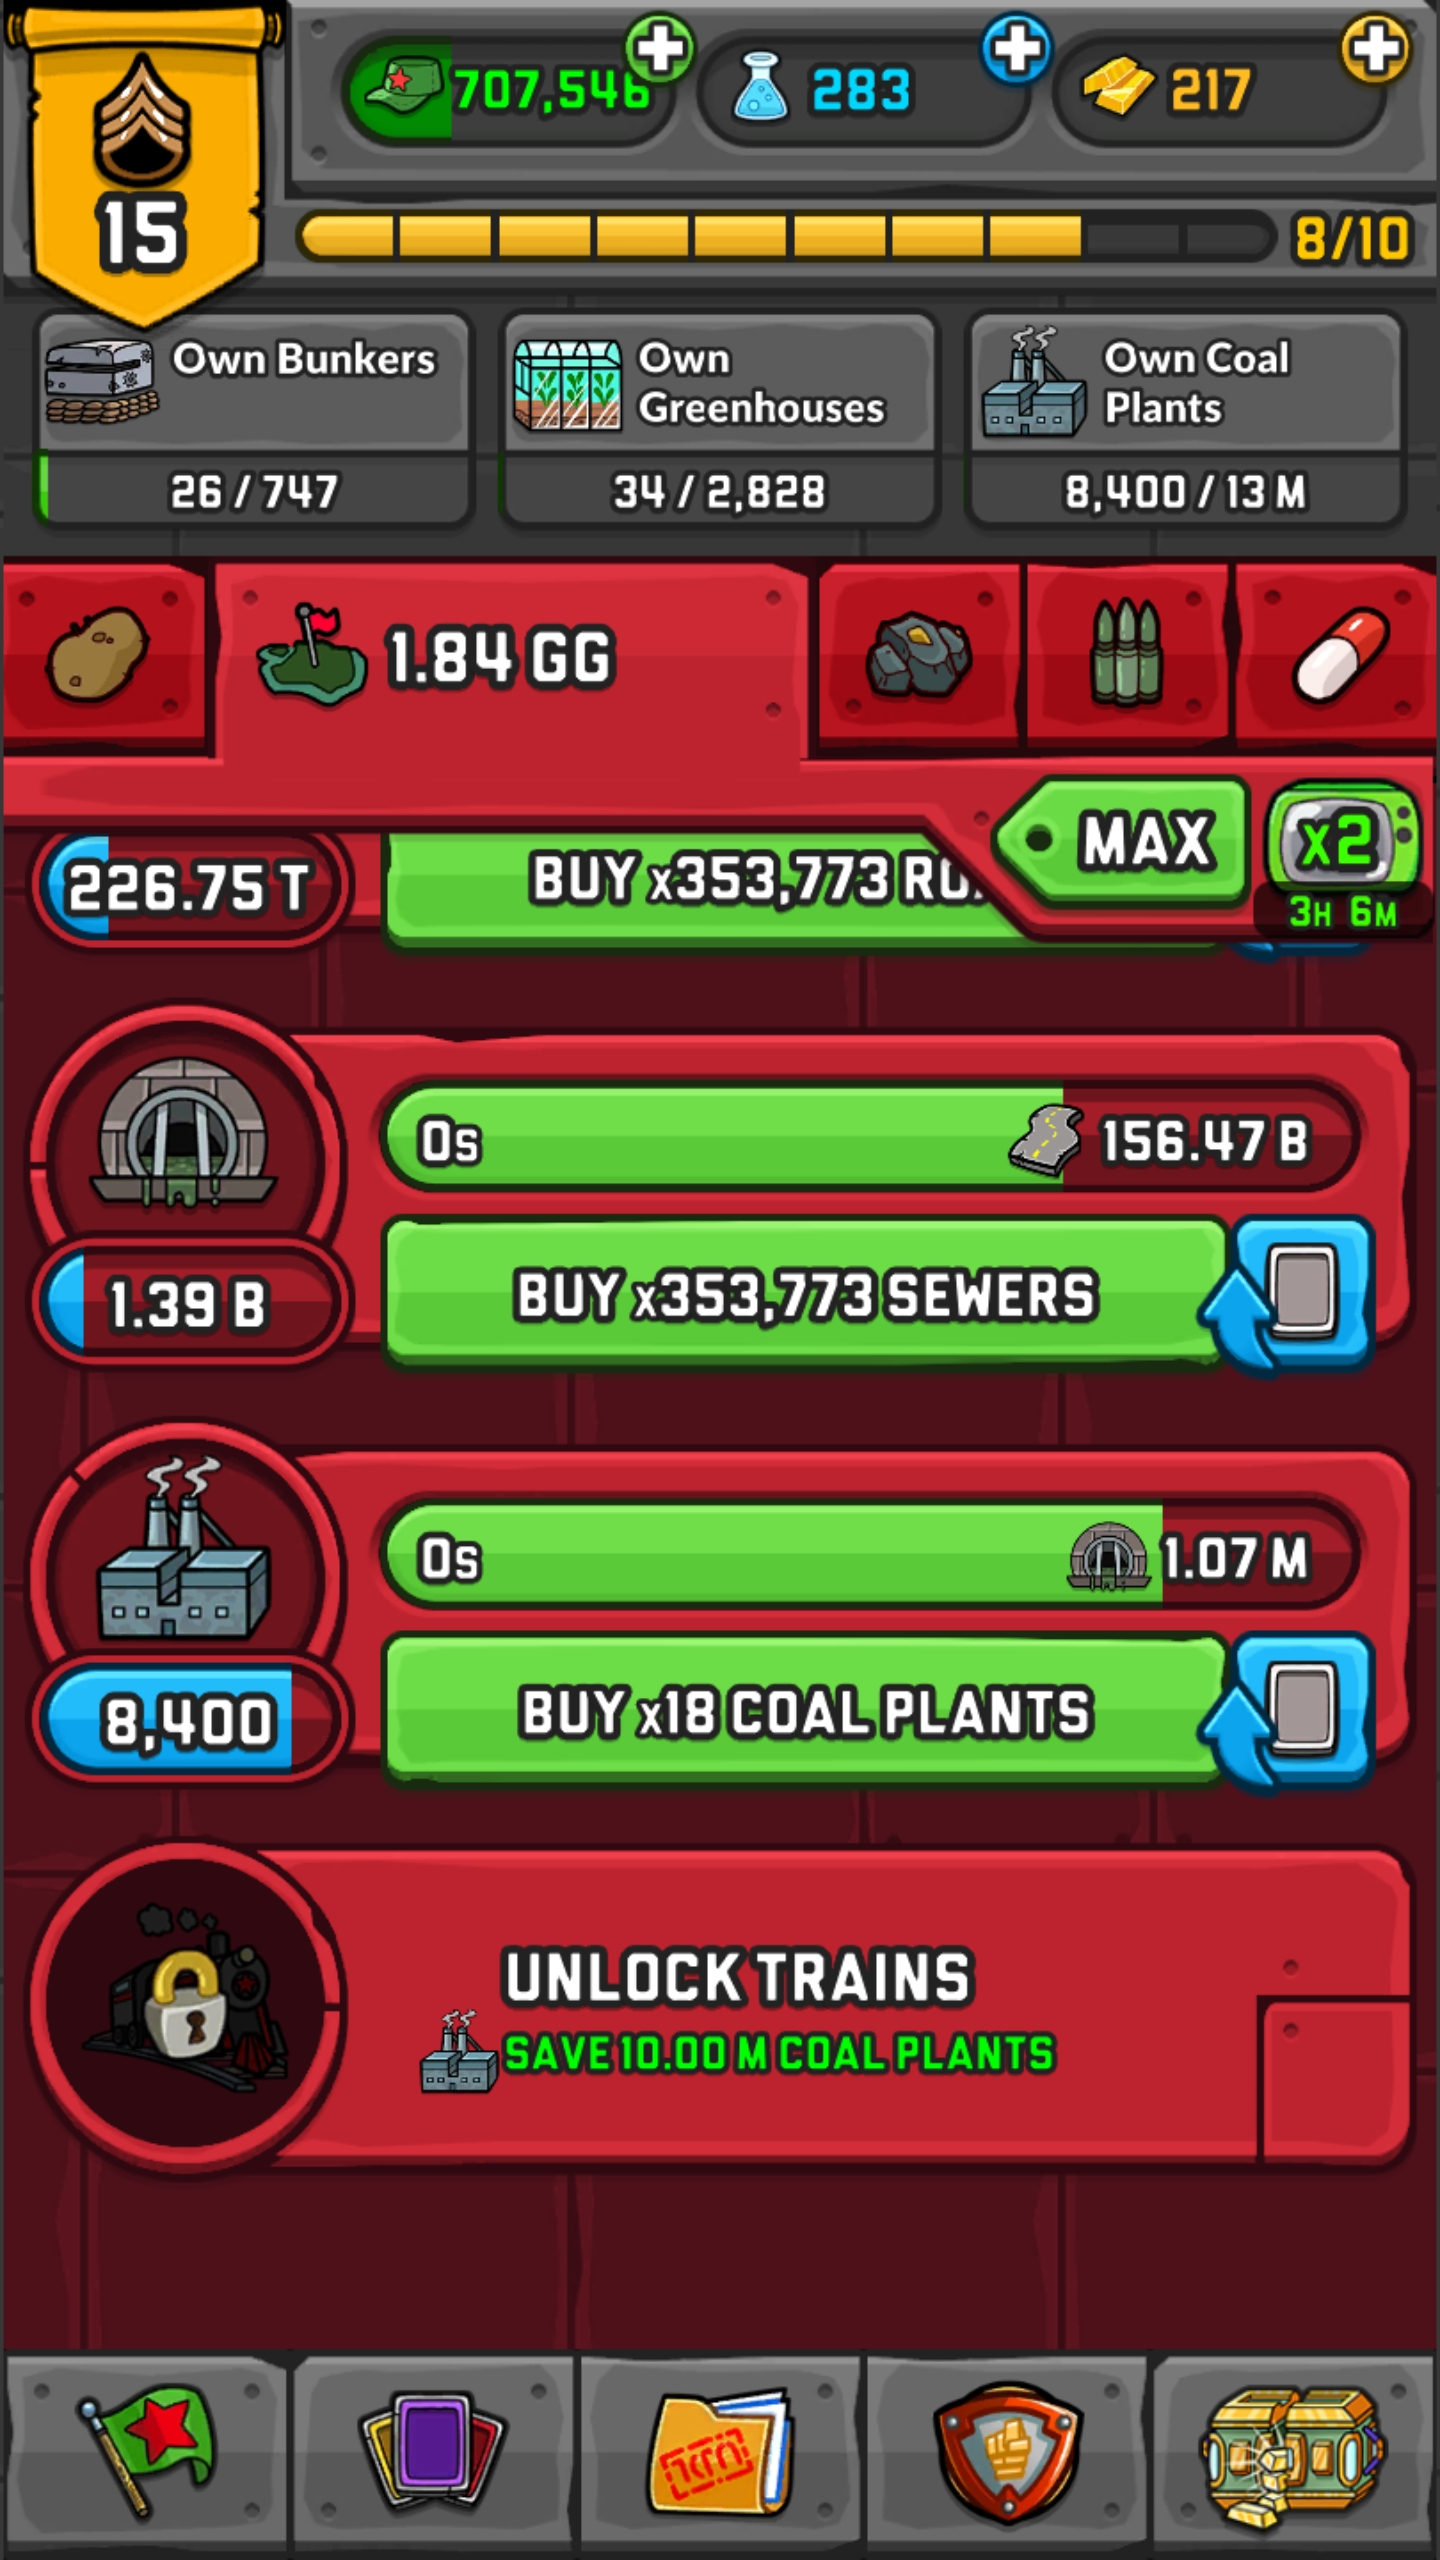 707,546
283
217
15
8/10
Own Bunkers
26 / 747
Own
Greenhouses
34 / 2,828
Own Coal
Plants
8,400 / 13 M
1.84 GG
MAX
x2
3H 6M
226.75 T
BUY x353,773
0s
156.47 B
1.39 B
BUY x353,773 SEWERS
0s
1.07 M
8,400
BUY x18 COAL PLANTS
UNLOCK TRAINS
SAVE 10.00 M COAL PLANTS